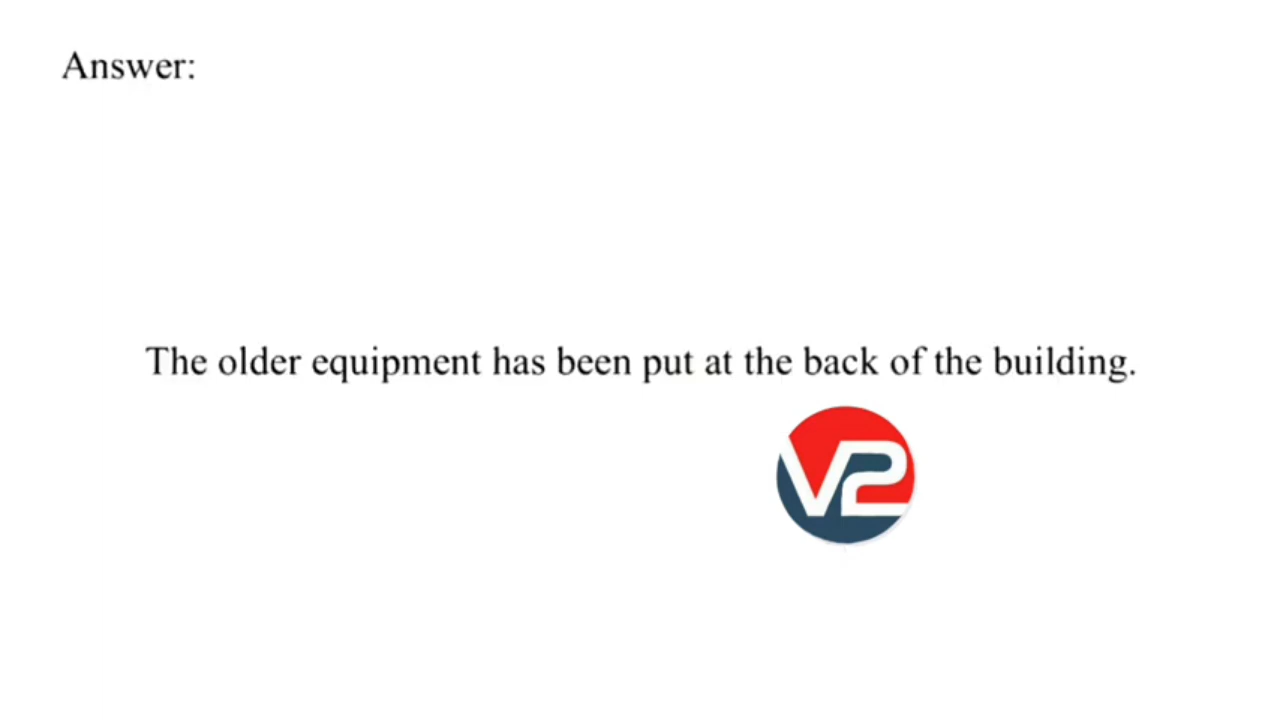 Answer:
The older equipment has been put at the back of the building.
V2